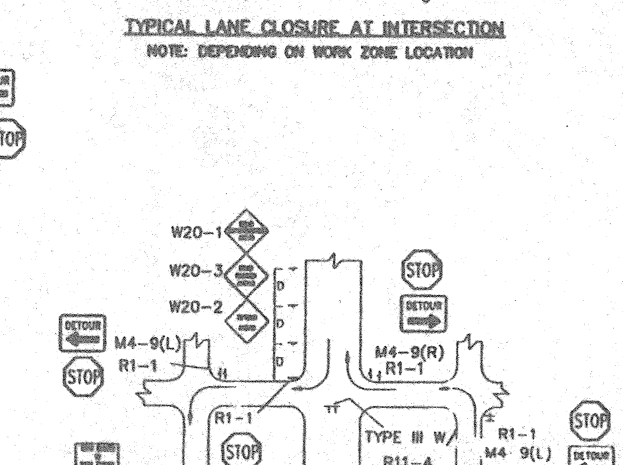 TYPICAL LANE CLOSURE AT INTERSECTION
NOTE: DEPENDING ON WORK ZONE LOCATION
STOP
W20-1
W20-3
W20-2
D
D
D
STOP
DETOUR
M4-9(R)
R1-1
DETOUR
M4-9(L)
R1-1
STOP
R1-1
STOP
TYPE III W/
R11-4
R1-1
M4-9(L)
STOP
DETOUR